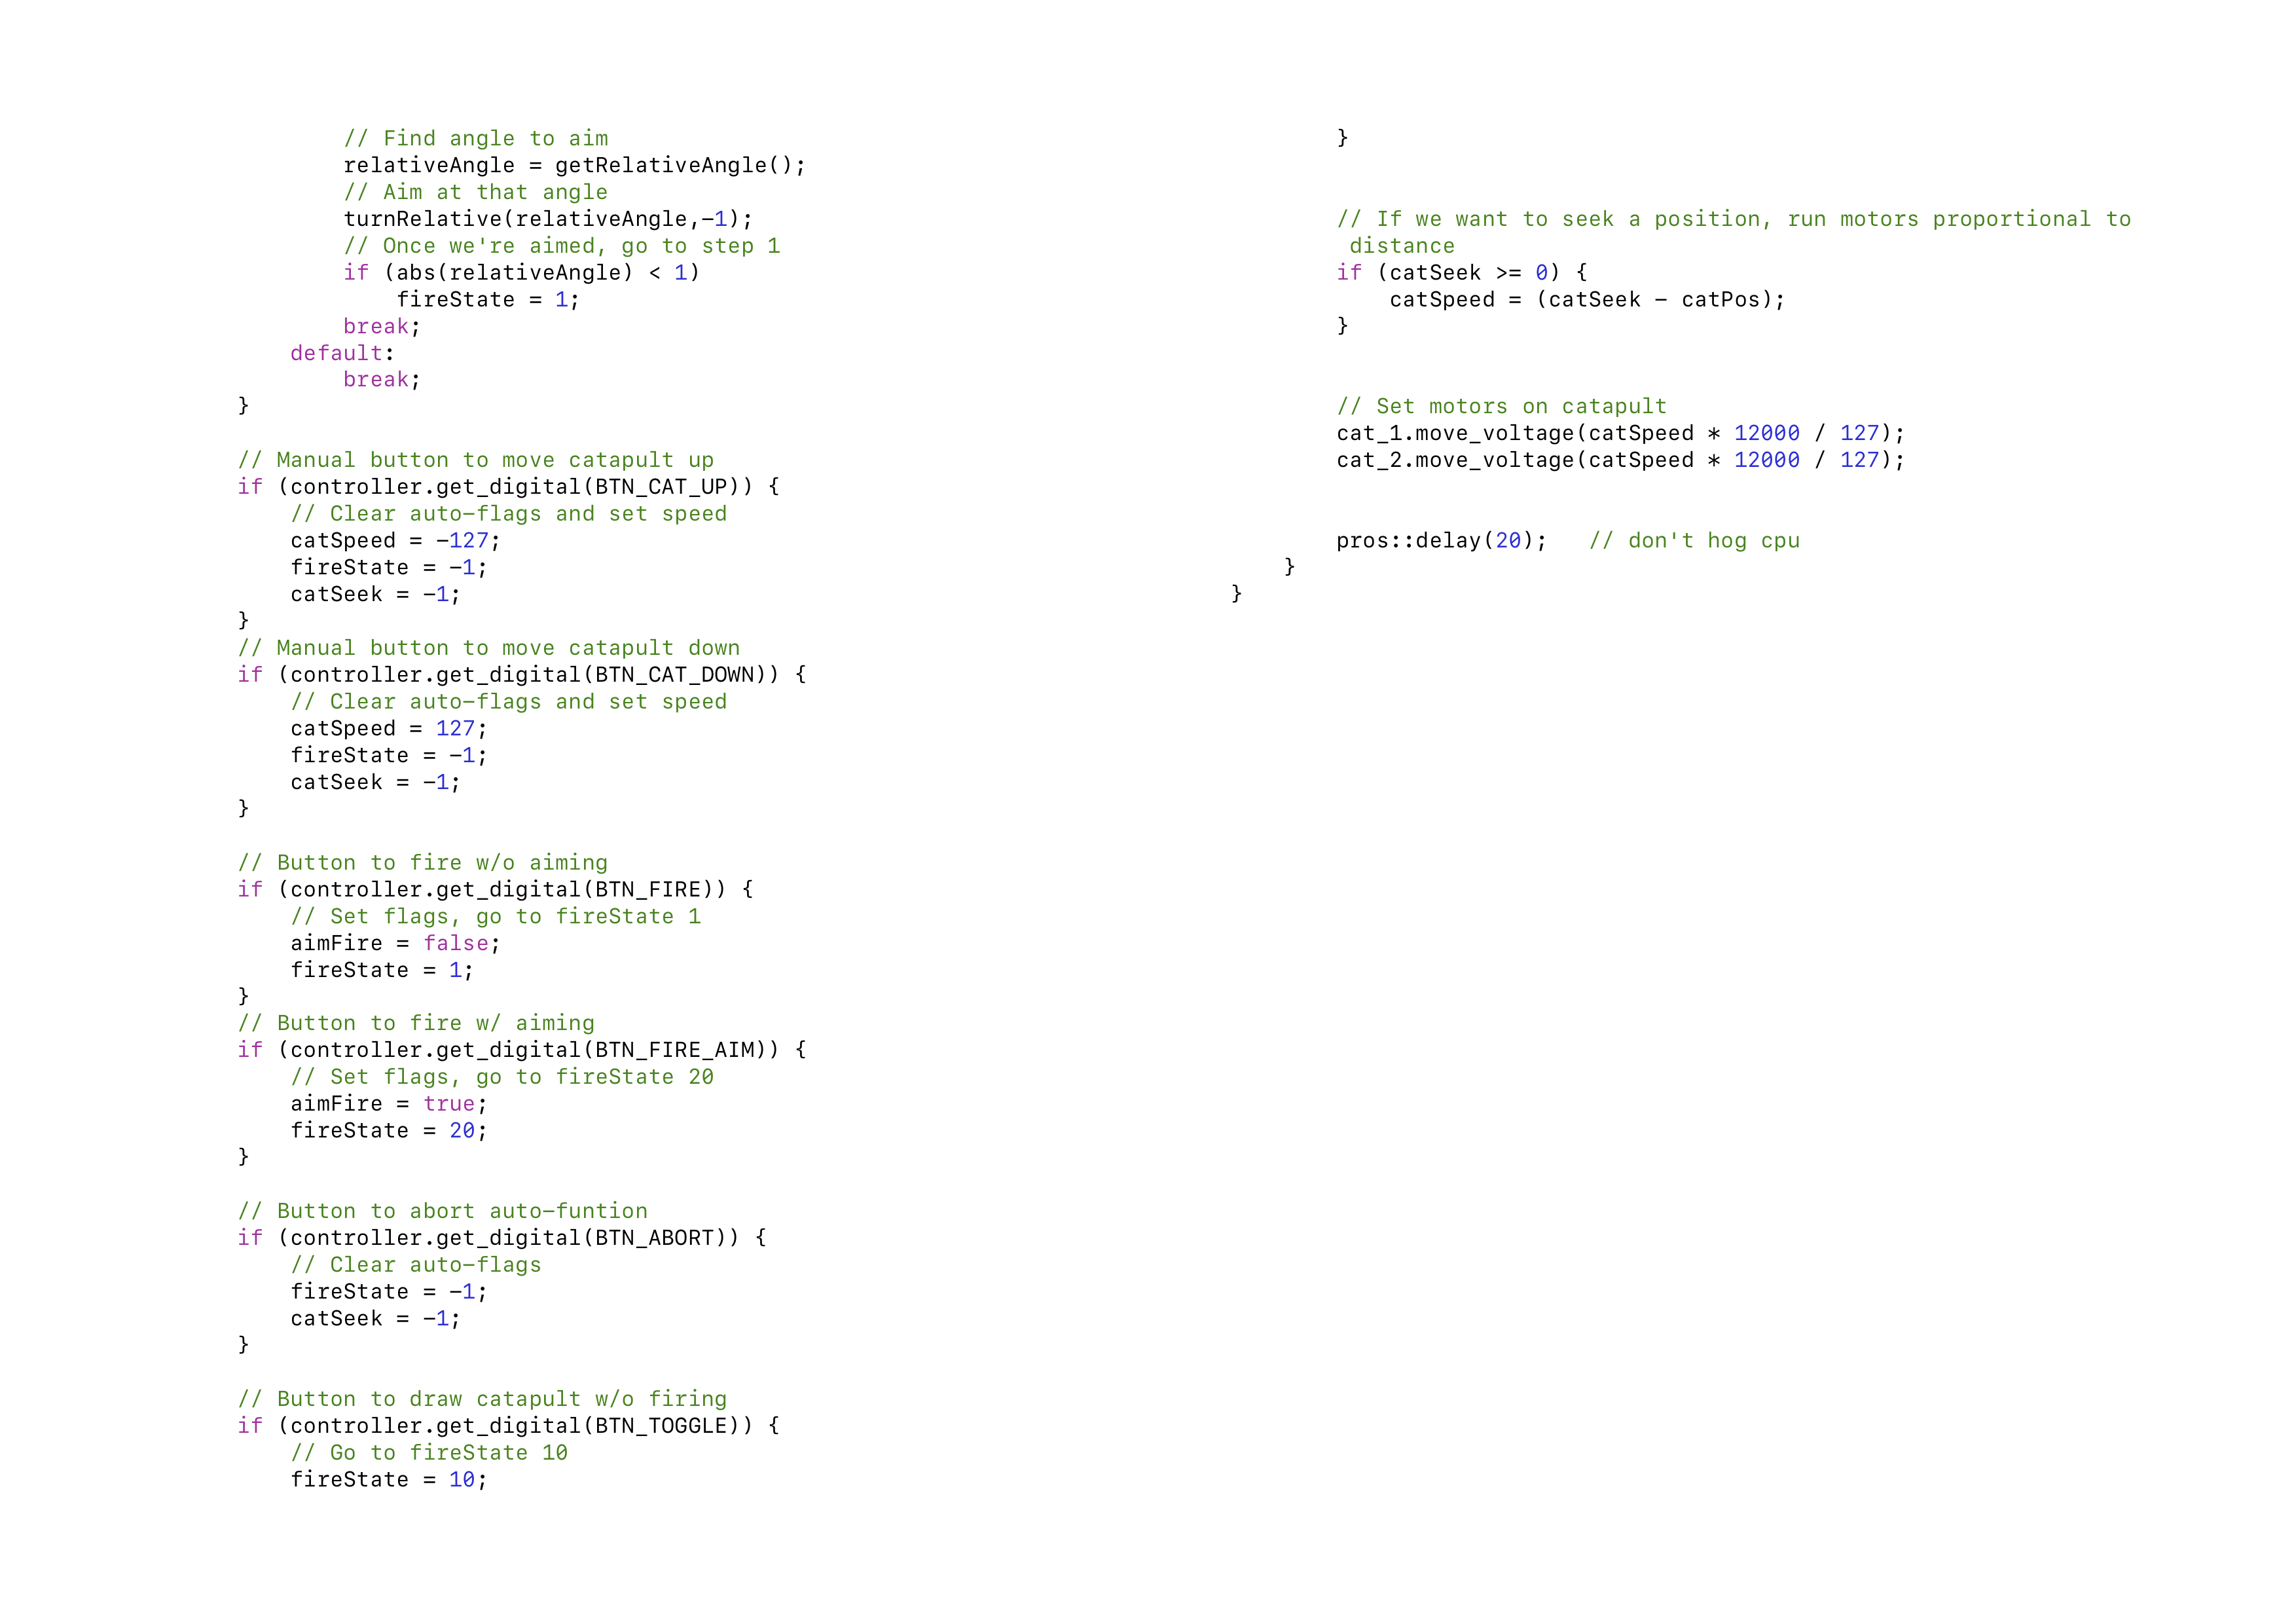 // Find angle to aim
        relativeAngle = getRelativeAngle();
        // Aim at that angle
        turnRelative(relativeAngle,-1);
        // Once we're aimed, go to step 1
        if (abs(relativeAngle) < 1)
            fireState = 1;
        break;
    default:
        break;
}

// Manual button to move catapult up
if (controller.get_digital(BTN_CAT_UP)) {
    // Clear auto-flags and set speed
    catSpeed = -127;
    fireState = -1;
    catSeek = -1;
}
// Manual button to move catapult down
if (controller.get_digital(BTN_CAT_DOWN)) {
    // Clear auto-flags and set speed
    catSpeed = 127;
    fireState = -1;
    catSeek = -1;
}

// Button to fire w/o aiming
if (controller.get_digital(BTN_FIRE)) {
    // Set flags, go to fireState 1
    aimFire = false;
    fireState = 1;
}
// Button to fire w/ aiming
if (controller.get_digital(BTN_FIRE_AIM)) {
    // Set flags, go to fireState 20
    aimFire = true;
    fireState = 20;
}

// Button to abort auto-funtion
if (controller.get_digital(BTN_ABORT)) {
    // Clear auto-flags
    fireState = -1;
    catSeek = -1;
}

// Button to draw catapult w/o firing
if (controller.get_digital(BTN_TOGGLE)) {
    // Go to fireState 10
    fireState = 10;
        }

        // If we want to seek a position, run motors proportional to
         distance
        if (catSeek >= 0) {
            catSpeed = (catSeek - catPos);
        }

        // Set motors on catapult
        cat_1.move_voltage(catSpeed * 12000 / 127);
        cat_2.move_voltage(catSpeed * 12000 / 127);

        pros::delay(20);   // don't hog cpu
    }
}